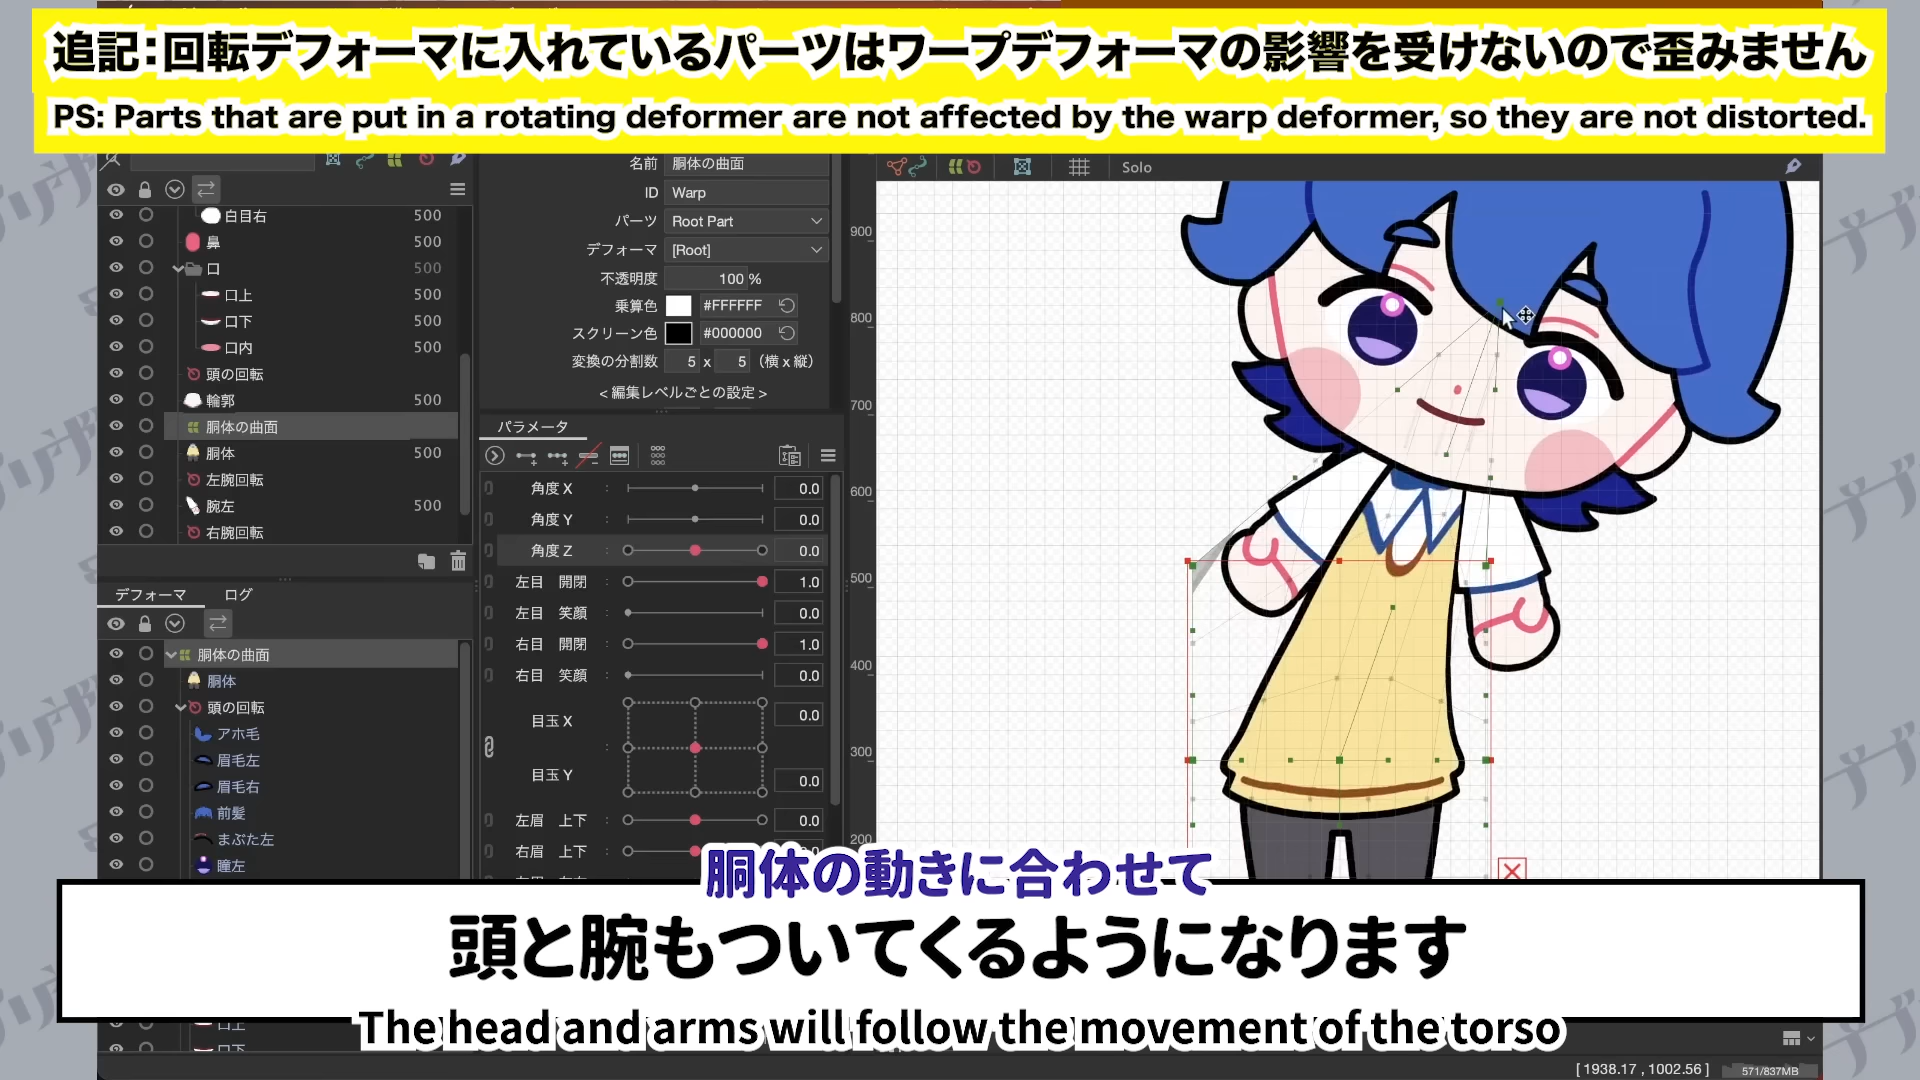 追記：回転デフォーマに入れているパーツはワープデフォーマの影響を受けないので歪みません
PS: Parts that are put in a rotating deformer are not affected by the warp deformer, so they are not distorted.
白目右 500
鼻 500
口 500
口上 500
口下 500
口内 500
頭の回転
輪郭 500
胴体の曲面
胴体 500
左腕回転
腕左 500
右腕回転
デフォーマ ログ
胴体の曲面
胴体
頭の回転
アホ毛
眉毛左
眉毛右
前髪
まぶた左
瞳左
口上
口下
名前 胴体の曲面
ID Warp
パーツ Root Part
デフォーマ [Root]
不透明度 100 %
乗算色 #FFFFFF
スクリーン色 #000000
変換の分割数 5 x 5 （横 x 縦）
< 編集レベルごとの設定 >
パラメータ
角度 X : 0.0
角度 Y : 0.0
角度 Z : 0.0
左目 開閉 : 1.0
左目 笑顔 : 0.0
右目 開閉 : 1.0
右目 笑顔 : 0.0
目玉 X 0.0
:
目玉 Y 0.0
左眉 上下 : 0.0
右眉 上下 :
Solo
900
800
700
600
500
400
300
200
胴体の動きに合わせて
頭と腕もついてくるようになります
The head and arms will follow the movement of the torso
[ 1938.17 , 1002.56 ]
571/837MB